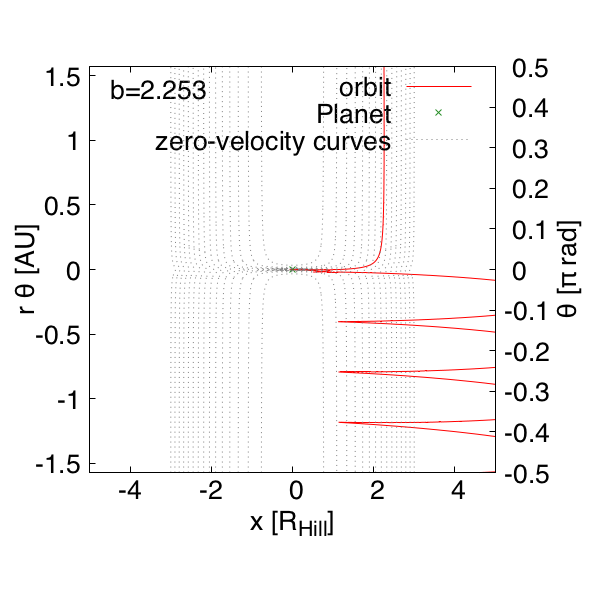 b=2.253
orbit
Planet
zero-velocity curves
1.5
1
0.5
0
-0.5
-1
-1.5
r θ [AU]
0.5
0.4
0.3
0.2
0.1
0
-0.1
-0.2
-0.3
-0.4
-0.5
θ [π rad]
-4 -2 0 2 4
x [R_Hill]